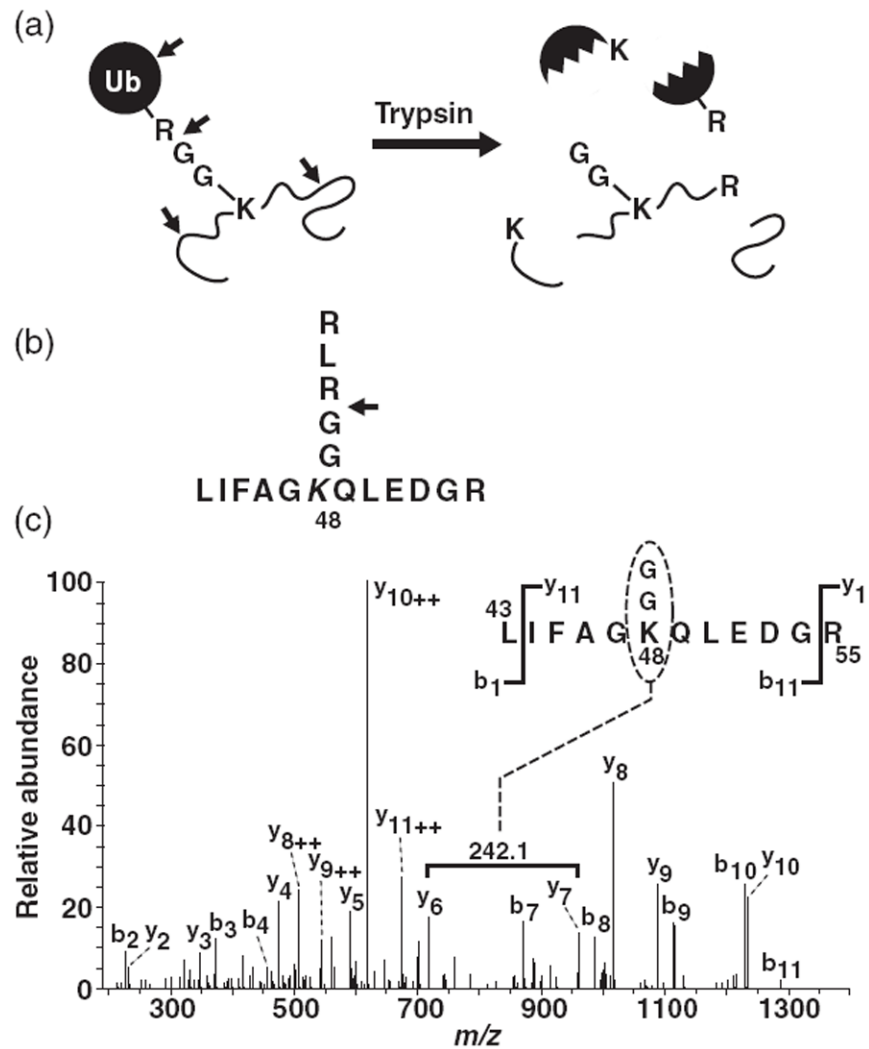 (a)
Ub
R
G
G
K
Trypsin
K
R
G
G
K
R
K
(b)
R
L
R
G
G
LIFAGKQLEDGR
48
(c)
Relative abundance
100
80
60
40
20
0
300 500 700 900 1100 1300
m/z
G
G
43 y11 y1
L I F A G K Q L E D G R
48 55
b1 b11
242.1
b2
y2
y3
b3
b4
y4
y8++
y9++
y5
y10++
y11++
y6
b7
y7
b8
y8
y9
b9
b10
y10
b11